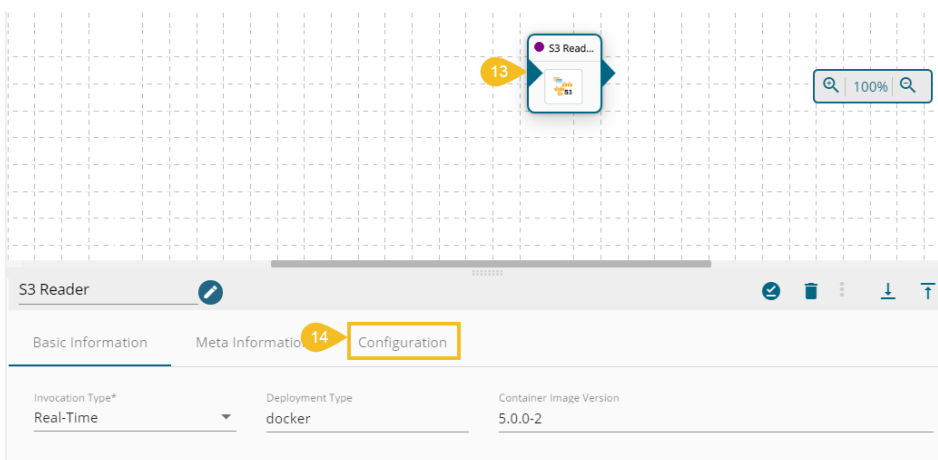 S3 Read...
13
S3
100%
S3 Reader
Basic Information
Meta Informatio
14
Configuration
Invocation Type*
Deployment Type
Container Image Version
Real-Time
docker
5.0.0-2